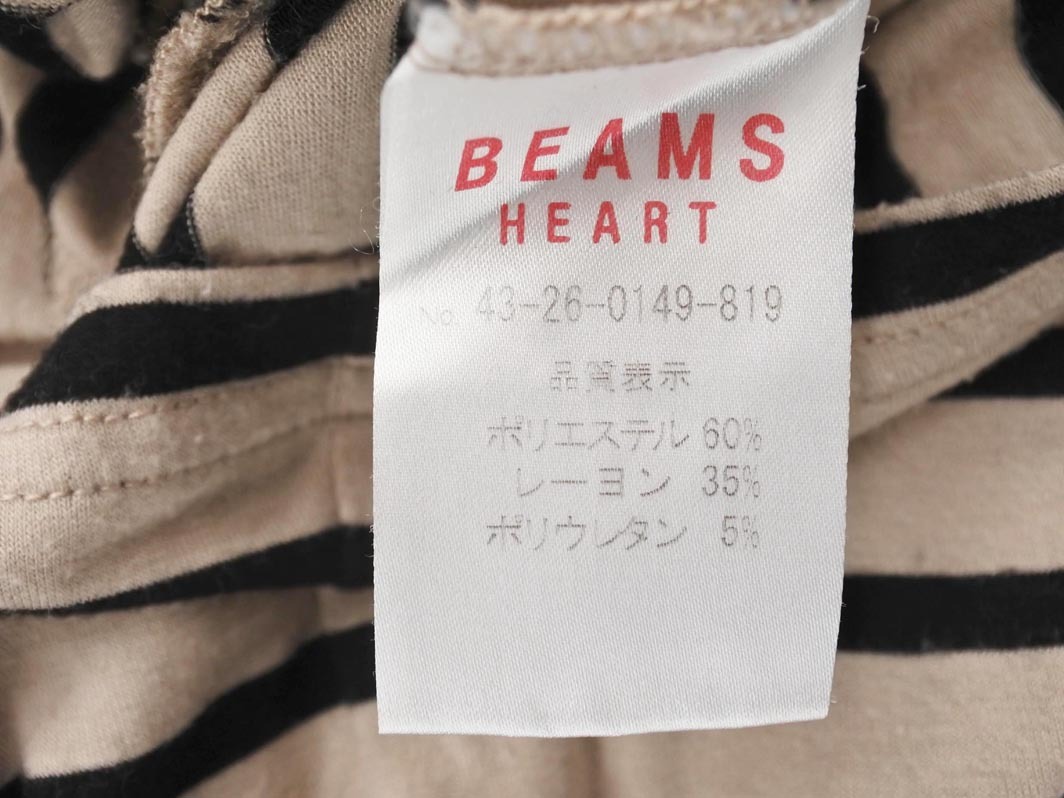 BEAMS
HEART
No. 43-26-0149-819
品質表示
ポリエステル 60%
レーヨン 35%
ポリウレタン 5%